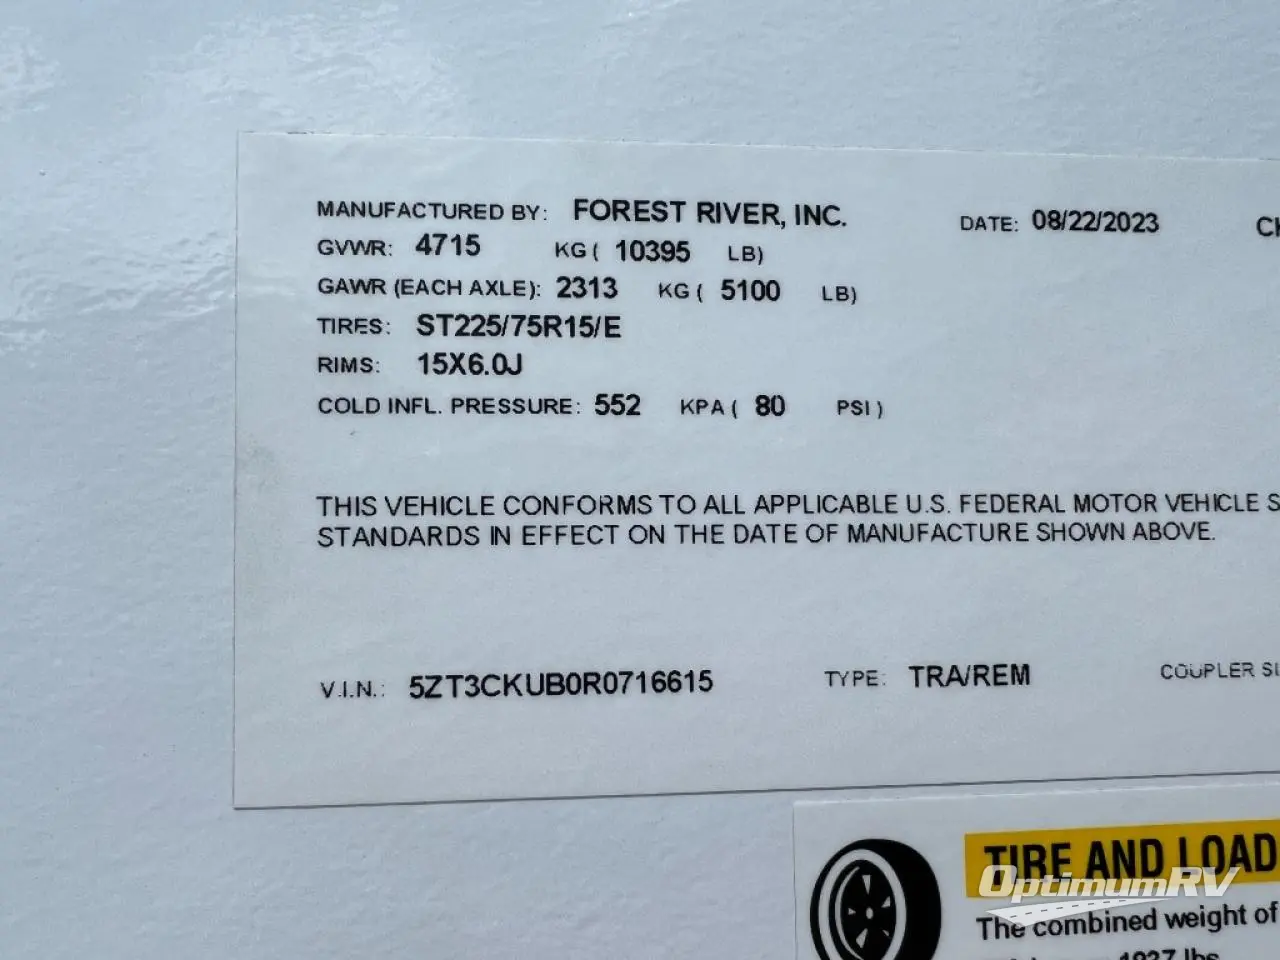 MANUFACTURED BY: FOREST RIVER, INC. DATE: 08/22/2023
GVWR: 4715 KG ( 10395 LB)
GAWR (EACH AXLE): 2313 KG ( 5100 LB)
TIRES: ST225/75R15/E
RIMS: 15X6.0J
COLD INFL. PRESSURE: 552 KPA ( 80 PSI )
THIS VEHICLE CONFORMS TO ALL APPLICABLE U.S. FEDERAL MOTOR VEHICLE S
STANDARDS IN EFFECT ON THE DATE OF MANUFACTURE SHOWN ABOVE.
V.I.N.: 5ZT3CKUB0R0716615 TYPE: TRA/REM COUPLER
TIRE AND LOAD
OptimumRV
The combined weight of
1937 lbs